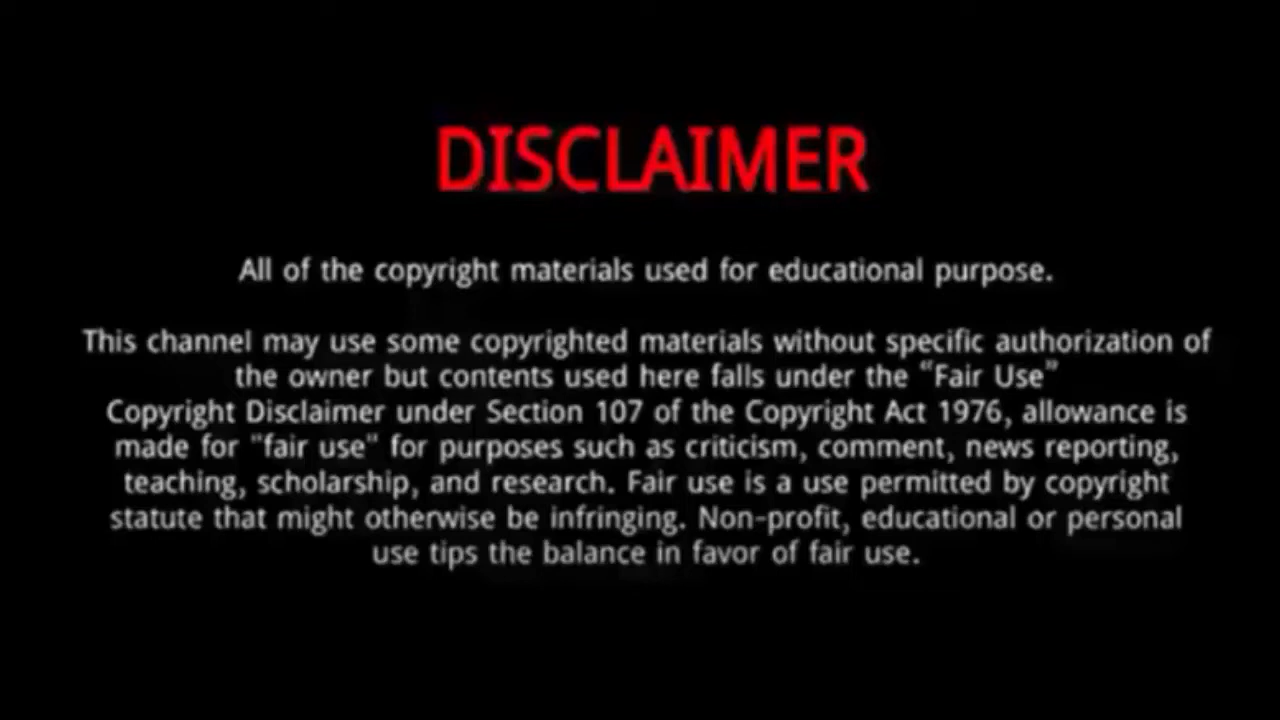 DISCLAIMER
All of the copyright materials used for educational purpose.
This channel may use some copyrighted materials without specific authorization of
the owner but contents used here falls under the “Fair Use”
Copyright Disclaimer under Section 107 of the Copyright Act 1976, allowance is
made for "fair use" for purposes such as criticism, comment, news reporting,
teaching, scholarship, and research. Fair use is a use permitted by copyright
statute that might otherwise be infringing. Non-profit, educational or personal
use tips the balance in favor of fair use.